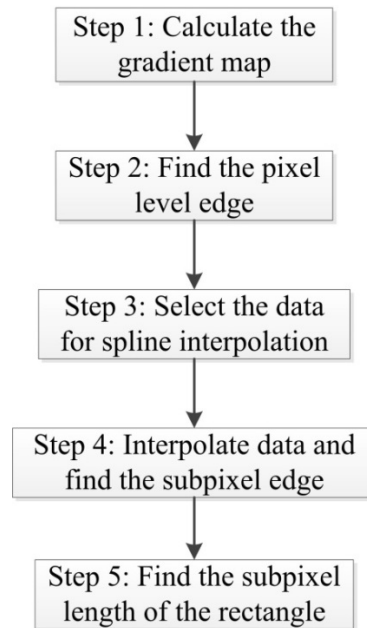 Step 1: Calculate the
gradient map
Step 2: Find the pixel
level edge
Step 3: Select the data
for spline interpolation
Step 4: Interpolate data and
find the subpixel edge
Step 5: Find the subpixel
length of the rectangle